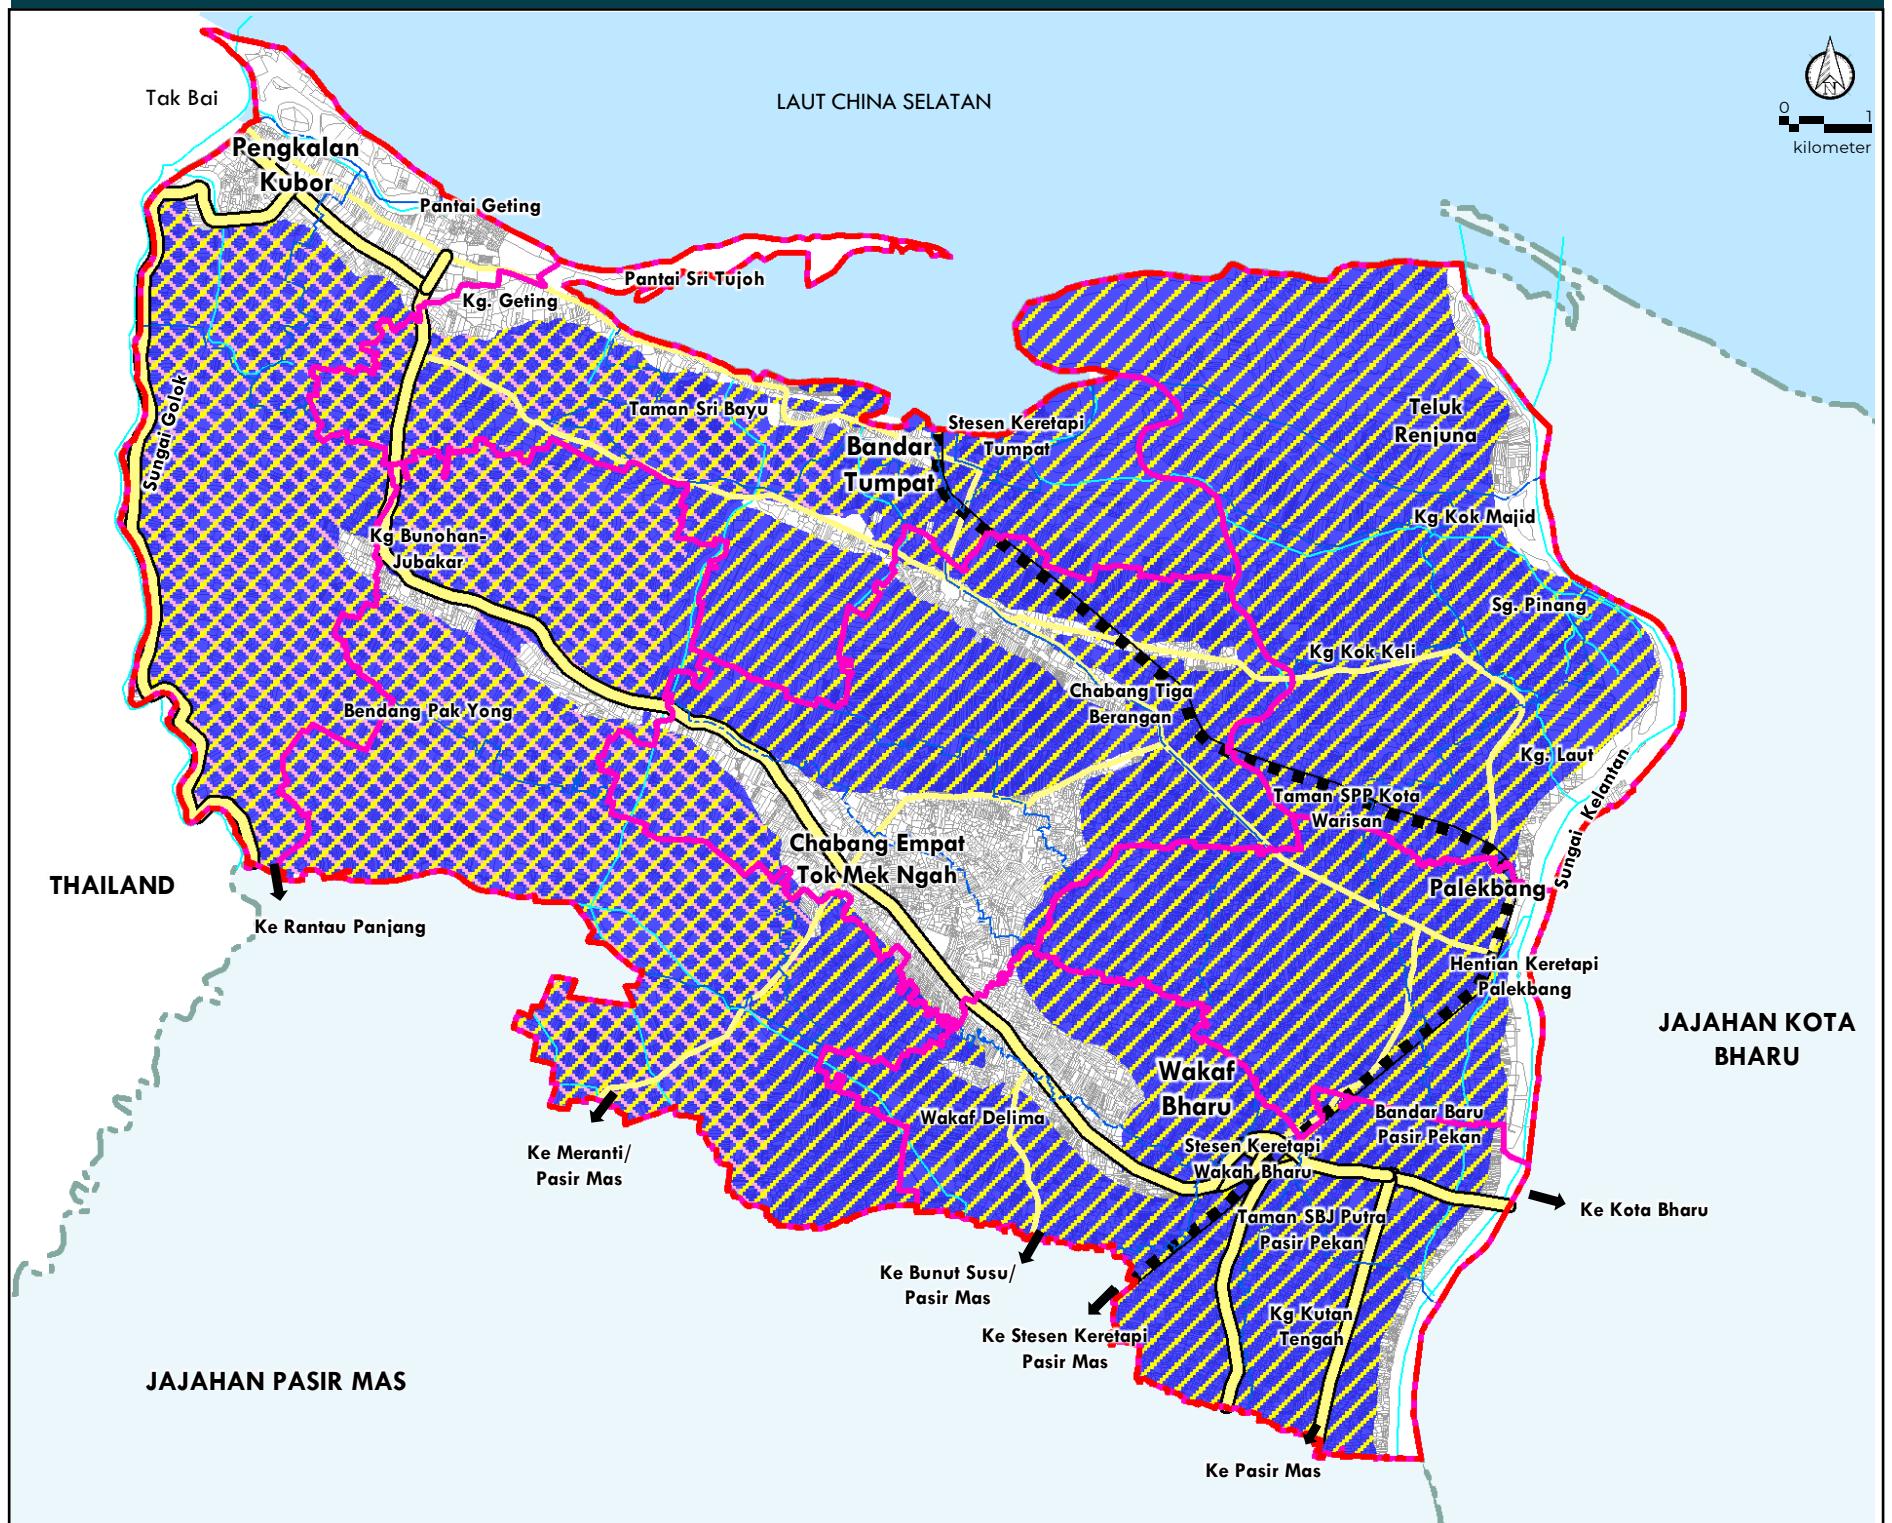 Tak Bai
LAUT CHINA SELATAN
N
0
1
kilometer
Pengkalan
Kubor
Pantai Geting
Pantai Sri Tujoh
Kg. Geting
Sungai Golok
Taman Sri Bayu
Bandar
Tumpat
Stesen Keretapi
Tumpat
Teluk
Renjuna
Kg Kok Majid
Kg Bunohan-
Jubakar
Sg. Pinang
Kg Kok Keli
Chabang Tiga
Berangan
Bendang Pak Yong
Kg. Laut
Sungai Kelantan
Taman SPP Kota
Warisan
Chabang Empat
Tok Mek Ngah
THAILAND
Palekbang
Ke Rantau Panjang
Hentian Keretapi
Palekbang
JAJAHAN KOTA
BHARU
Wakaf
Bharu
Wakaf Delima
Bandar Baru
Pasir Pekan
Ke Meranti/
Pasir Mas
Stesen Keretapi
Wakah Bharu
Ke Kota Bharu
Taman SBJ Putra
Pasir Pekan
Ke Bunut Susu/
Pasir Mas
Kg Kutan
Tengah
Ke Stesen Keretapi
Pasir Mas
JAJAHAN PASIR MAS
Ke Pasir Mas